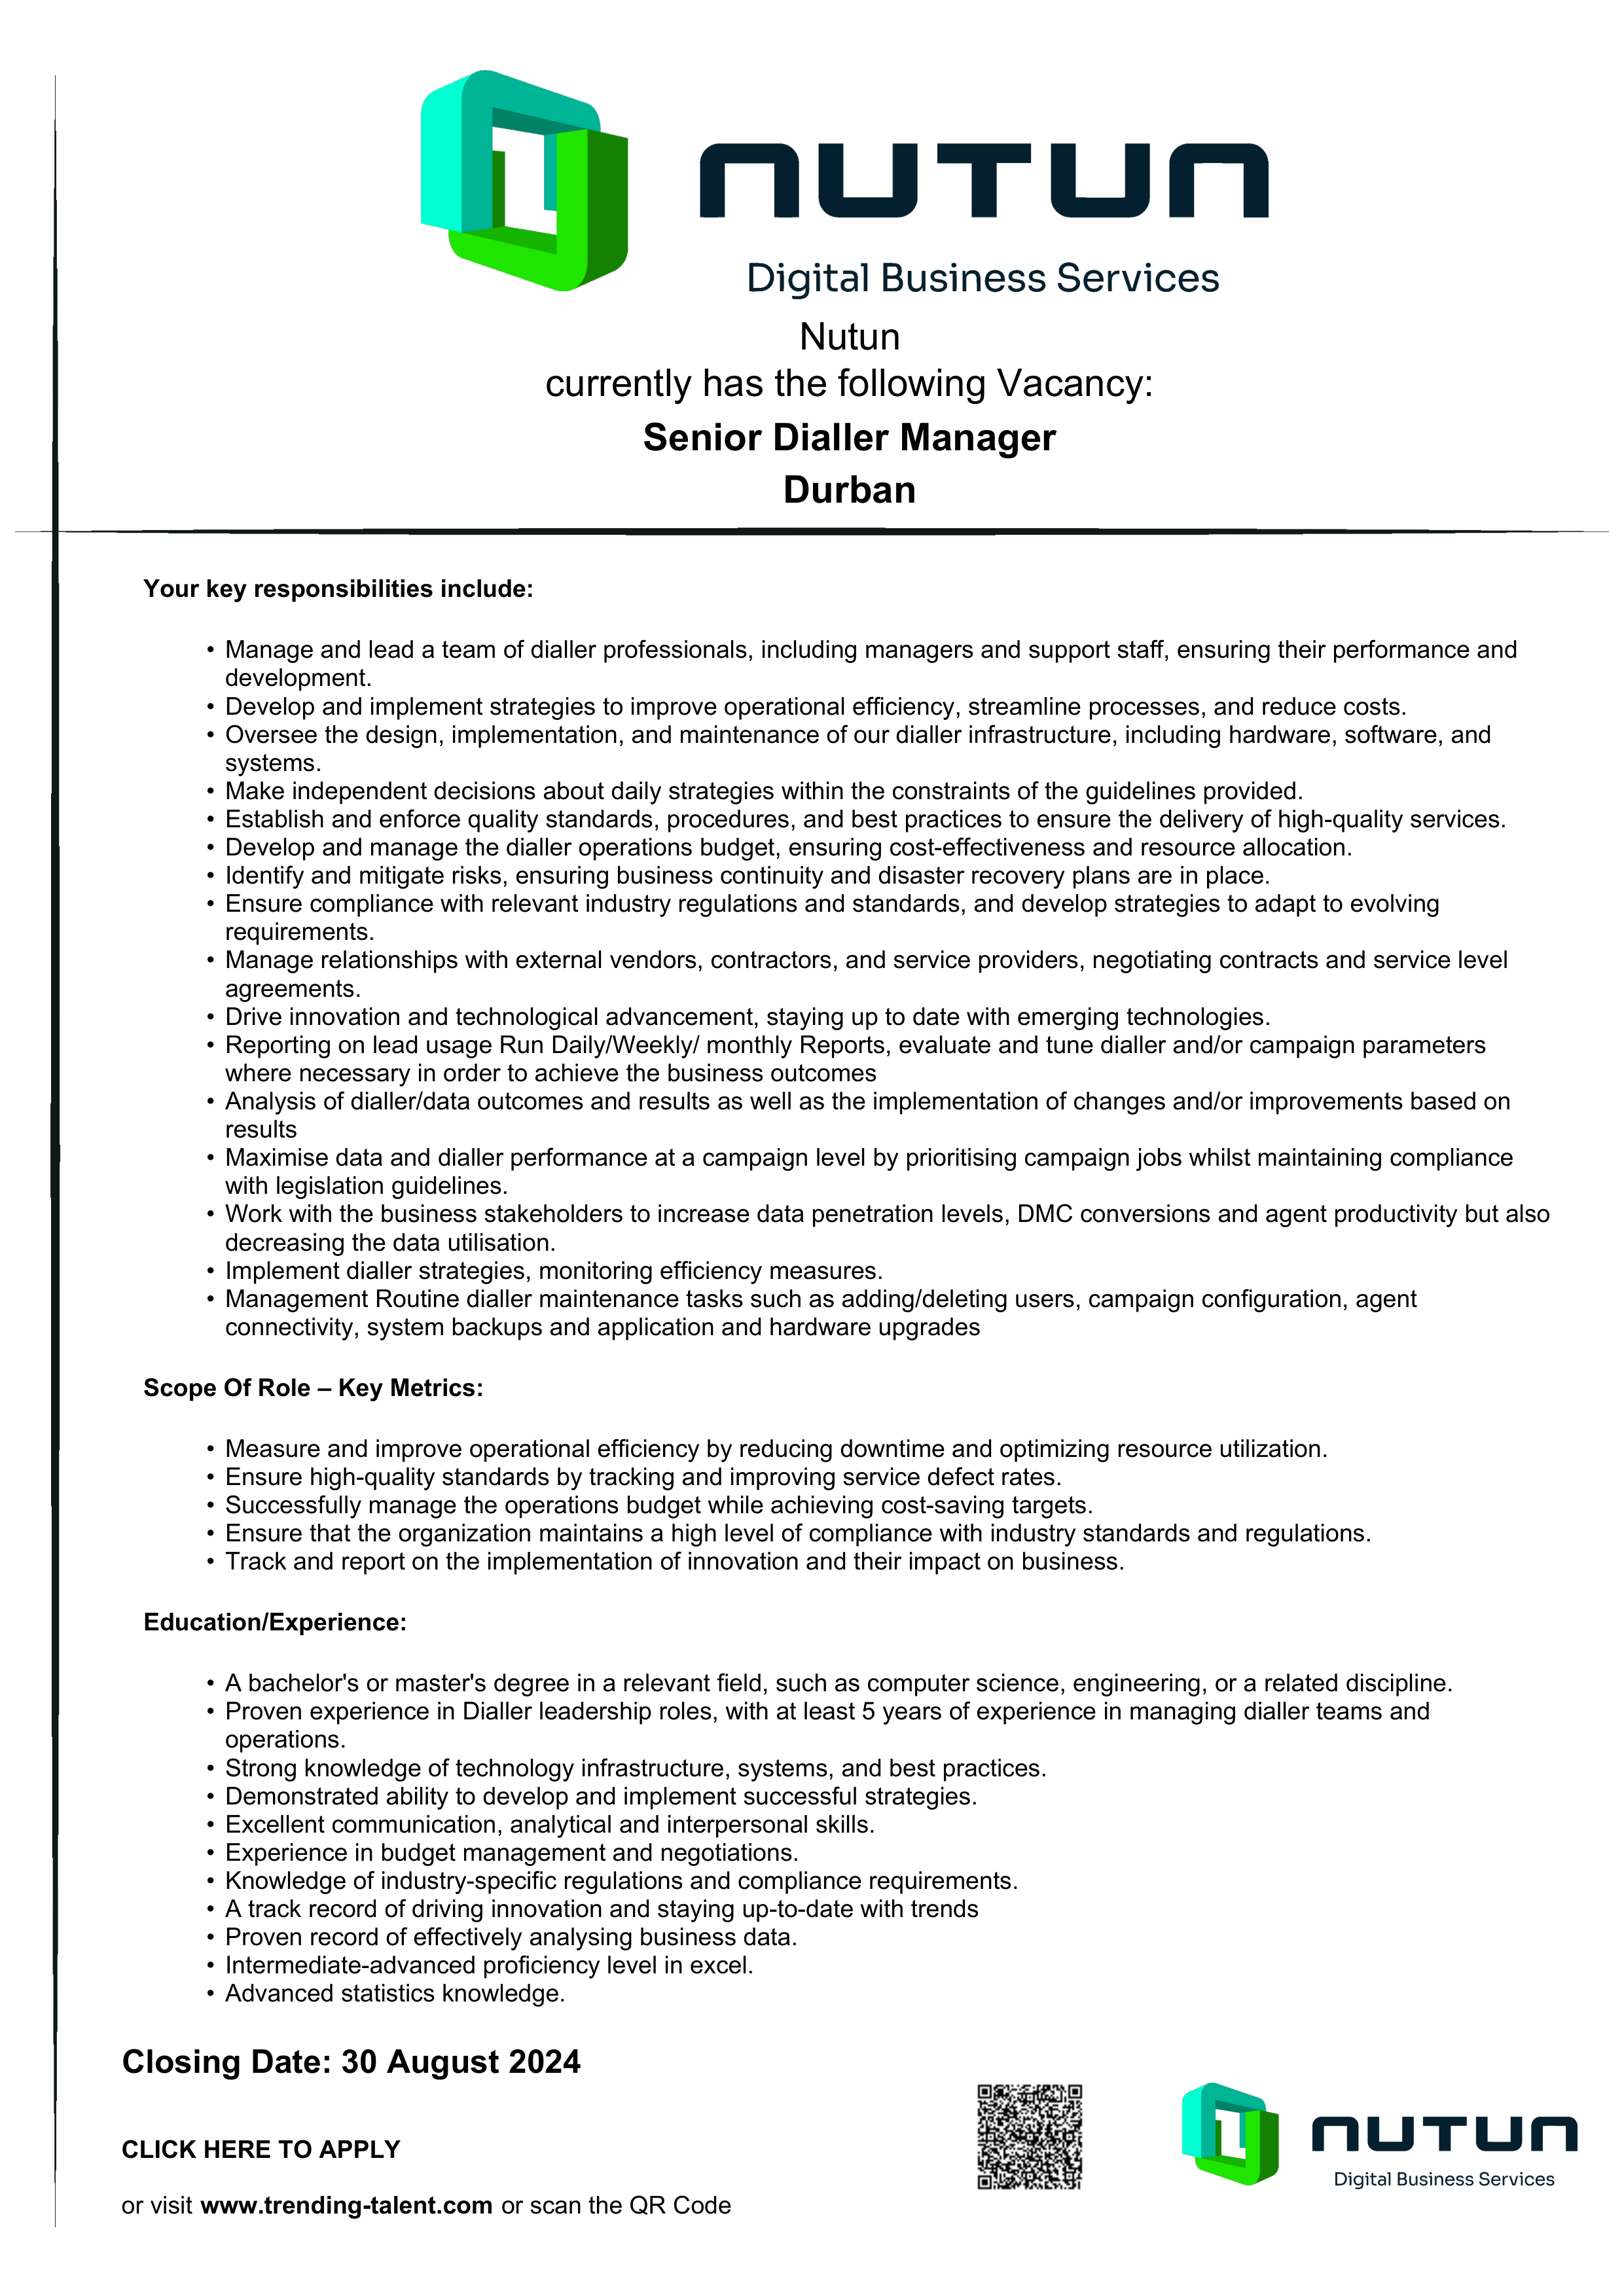 NUTUN
Digital Business Services
Nutun
currently has the following Vacancy:
Senior Dialler Manager
Durban
Your key responsibilities include:
• Manage and lead a team of dialler professionals, including managers and support staff, ensuring their performance and
development.
• Develop and implement strategies to improve operational efficiency, streamline processes, and reduce costs.
• Oversee the design, implementation, and maintenance of our dialler infrastructure, including hardware, software, and
systems.
• Make independent decisions about daily strategies within the constraints of the guidelines provided.
• Establish and enforce quality standards, procedures, and best practices to ensure the delivery of high-quality services.
• Develop and manage the dialler operations budget, ensuring cost-effectiveness and resource allocation.
• Identify and mitigate risks, ensuring business continuity and disaster recovery plans are in place.
• Ensure compliance with relevant industry regulations and standards, and develop strategies to adapt to evolving
requirements.
• Manage relationships with external vendors, contractors, and service providers, negotiating contracts and service level
agreements.
• Drive innovation and technological advancement, staying up to date with emerging technologies.
• Reporting on lead usage Run Daily/Weekly/ monthly Reports, evaluate and tune dialler and/or campaign parameters
where necessary in order to achieve the business outcomes
• Analysis of dialler/data outcomes and results as well as the implementation of changes and/or improvements based on
results
• Maximise data and dialler performance at a campaign level by prioritising campaign jobs whilst maintaining compliance
with legislation guidelines.
• Work with the business stakeholders to increase data penetration levels, DMC conversions and agent productivity but also
decreasing the data utilisation.
• Implement dialler strategies, monitoring efficiency measures.
• Management Routine dialler maintenance tasks such as adding/deleting users, campaign configuration, agent
connectivity, system backups and application and hardware upgrades
Scope Of Role – Key Metrics:
• Measure and improve operational efficiency by reducing downtime and optimizing resource utilization.
• Ensure high-quality standards by tracking and improving service defect rates.
• Successfully manage the operations budget while achieving cost-saving targets.
• Ensure that the organization maintains a high level of compliance with industry standards and regulations.
• Track and report on the implementation of innovation and their impact on business.
Education/Experience:
• A bachelor's or master's degree in a relevant field, such as computer science, engineering, or a related discipline.
• Proven experience in Dialler leadership roles, with at least 5 years of experience in managing dialler teams and
operations.
• Strong knowledge of technology infrastructure, systems, and best practices.
• Demonstrated ability to develop and implement successful strategies.
• Excellent communication, analytical and interpersonal skills.
• Experience in budget management and negotiations.
• Knowledge of industry-specific regulations and compliance requirements.
• A track record of driving innovation and staying up-to-date with trends
• Proven record of effectively analysing business data.
• Intermediate-advanced proficiency level in excel.
• Advanced statistics knowledge.
Closing Date: 30 August 2024
CLICK HERE TO APPLY
or visit www.trending-talent.com or scan the QR Code
NUTUN
Digital Business Services